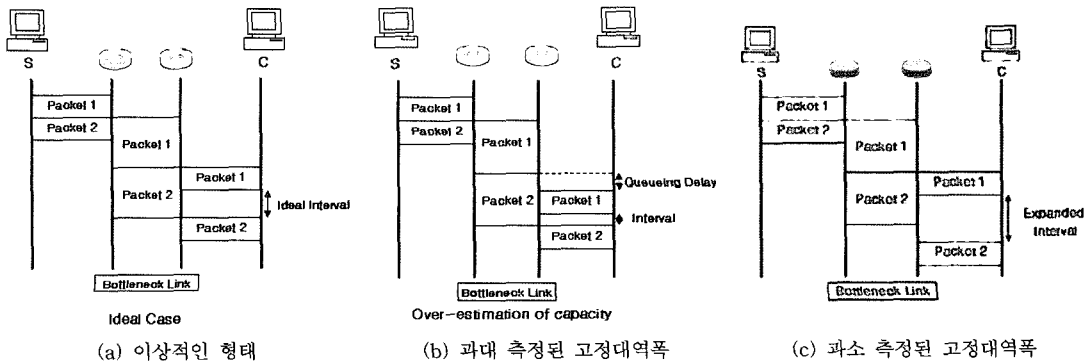 S
C
Packet 1
Packet 2
Packet 1
Packet 2
Packet 1
Packet 2
Ideal Interval
Bottleneck Link
Ideal Case
(a) 이상적인 형태
S
C
Packet 1
Packet 2
Packet 1
Packet 2
Packet 1
Packet 2
Queueing Delay
Interval
Bottleneck Link
Over-estimation of capacity
(b) 과대 측정된 고정대역폭
S
C
Packet 1
Packet 2
Packet 1
Packet 2
Packet 1
Packet 2
Expanded
Interval
Bottleneck Link
(c) 과소 측정된 고정대역폭